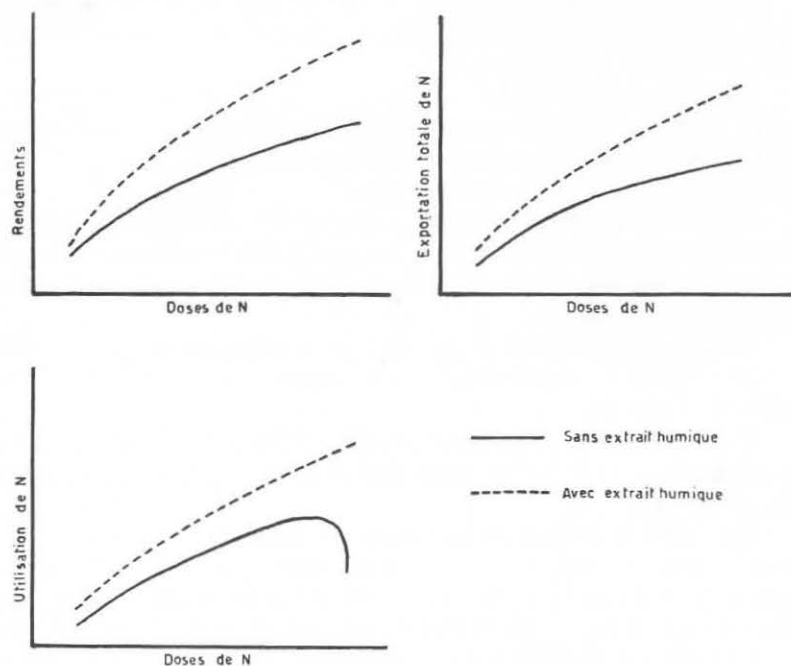 Rendements
Doses de N
Exportation totale de N
Doses de N
Utilisation de N
Doses de N
Sans extrait humique
Avec extrait humique